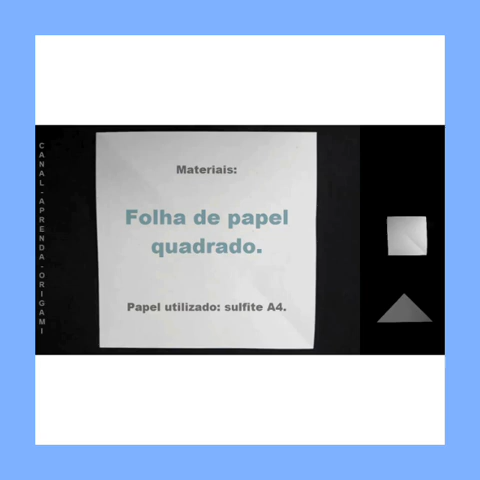 CANAL-APRENDA-ORIGAMI
Materiais:
Folha de papel
quadrado.
Papel utilizado: sulfite A4.